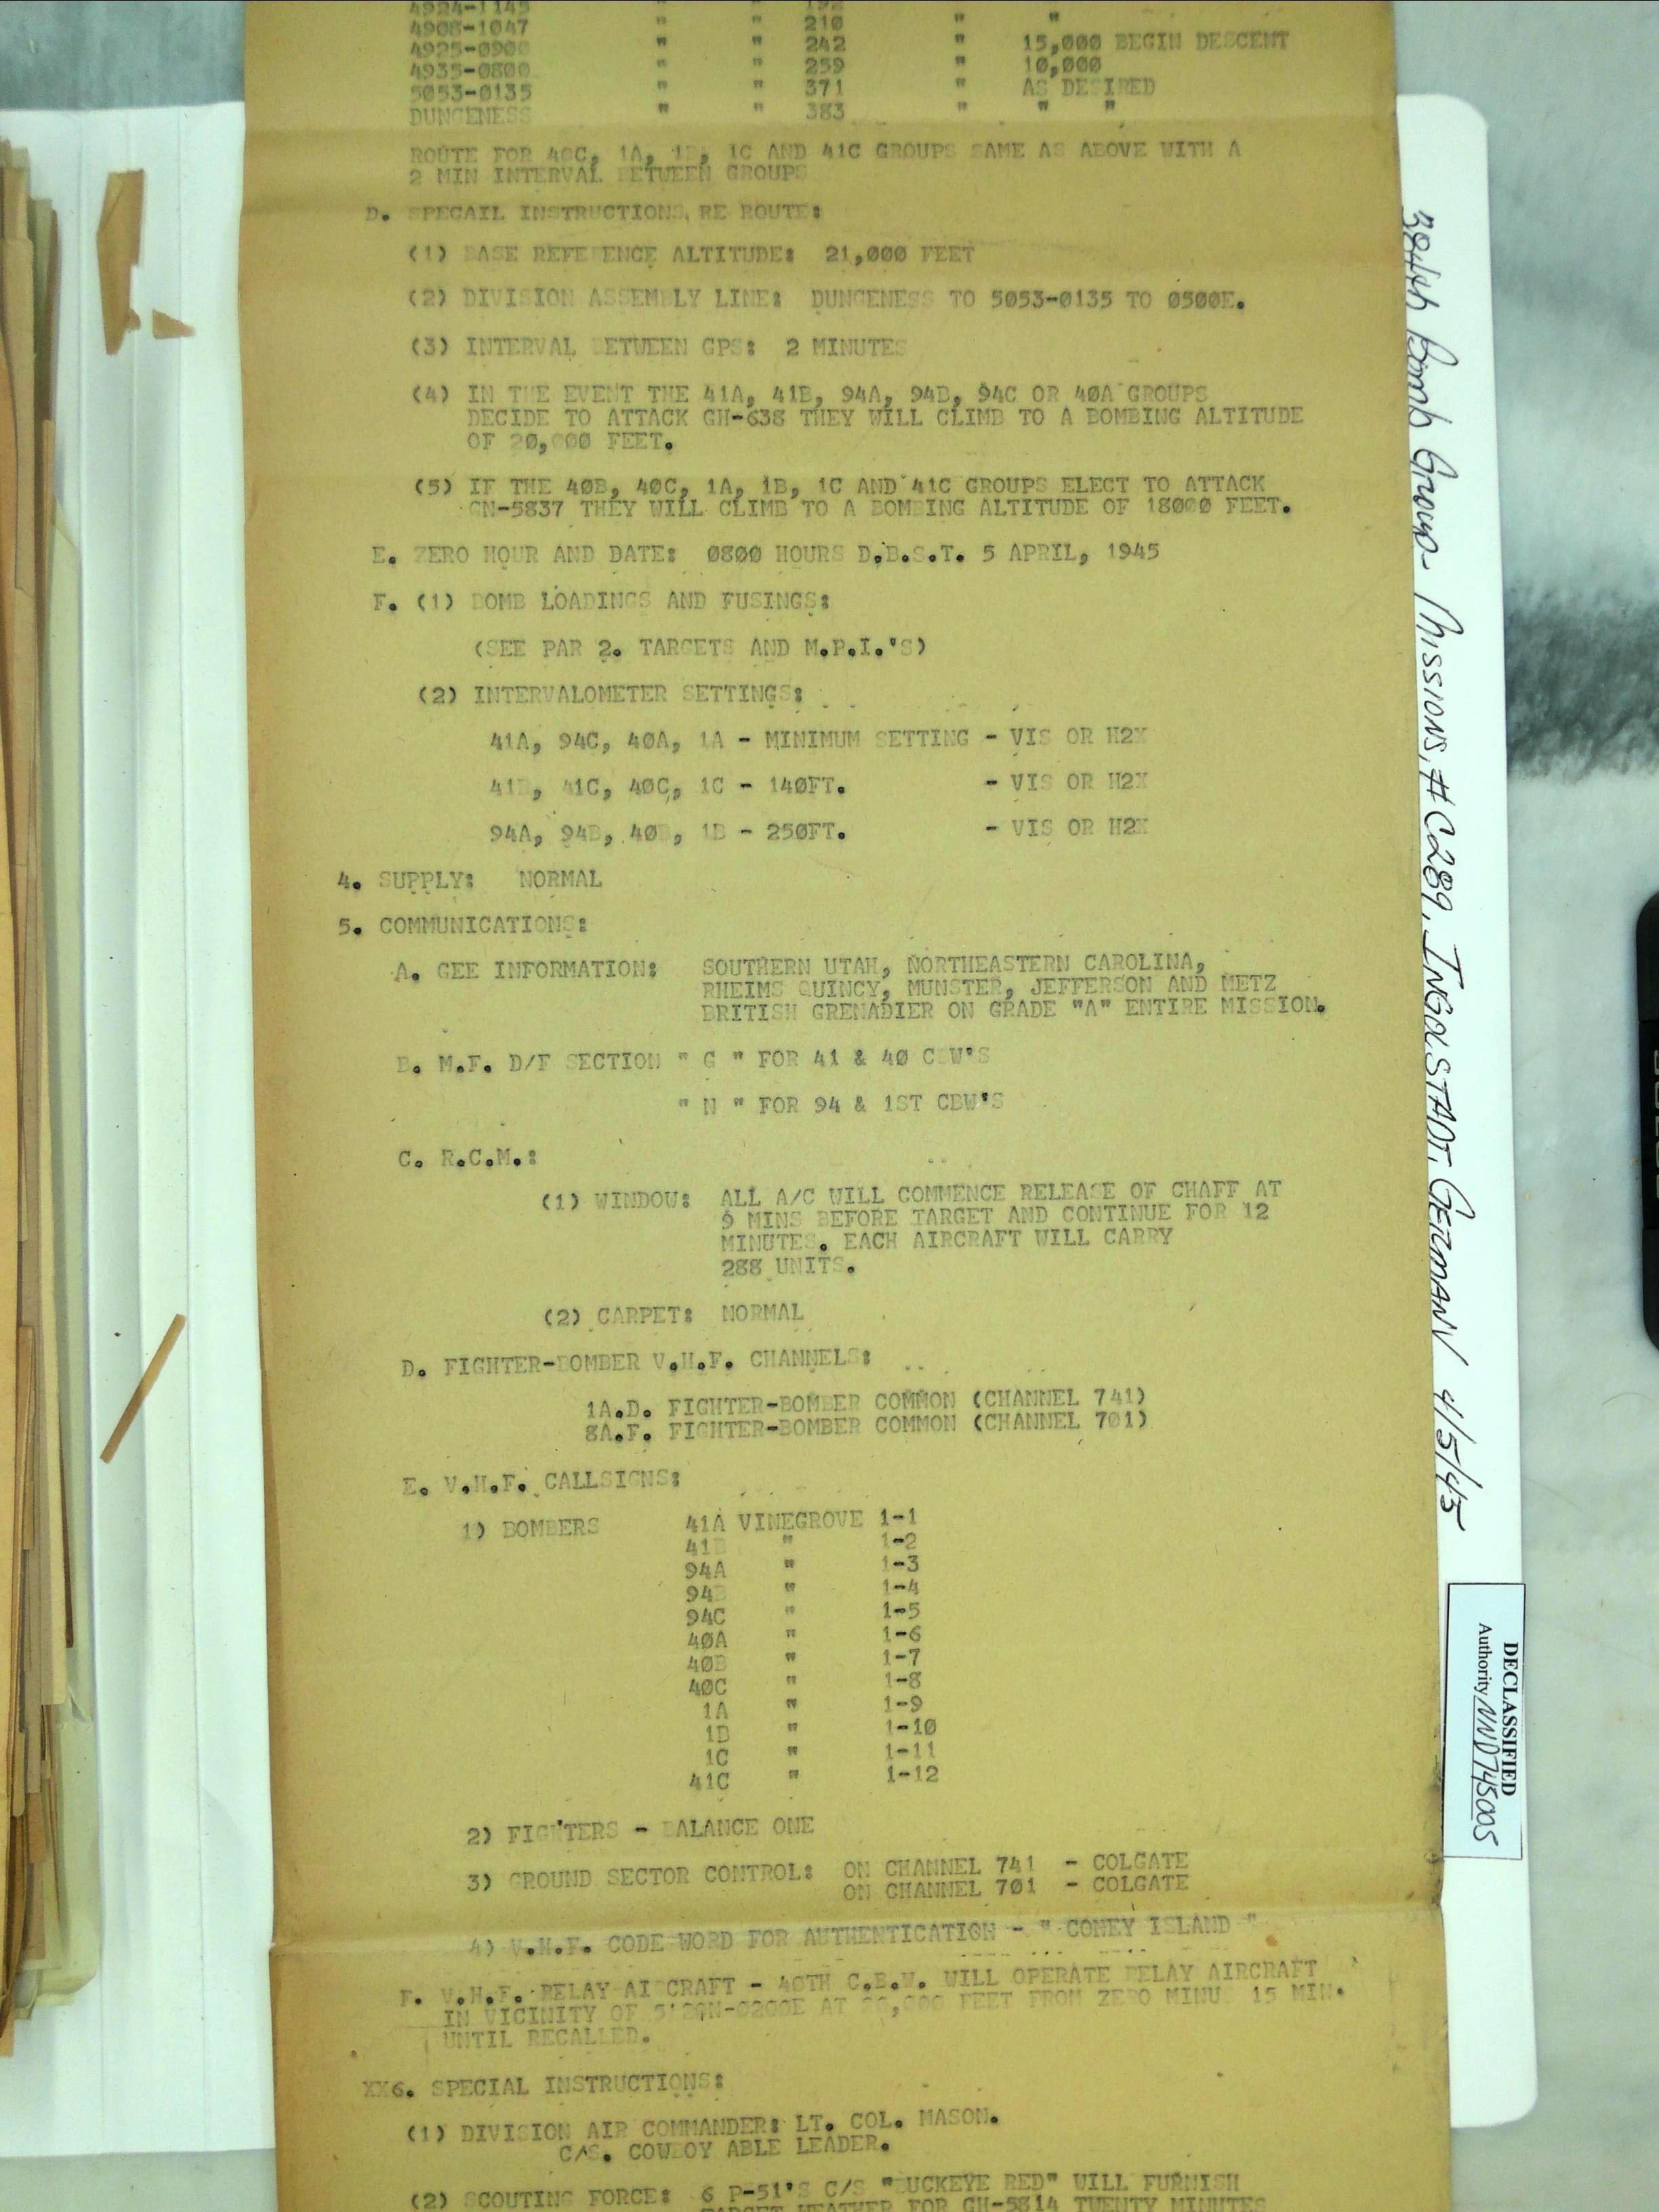 4924-1145 " " 192
4908-1047 " " 210 " "
4925-0900 " " 242 " 15,000 BEGIN DESCENT
4935-0800 " " 259 " 10,000
5053-0135 " " 371 " AS DESIRED
DUNGENESS " " 383 " " "
ROUTE FOR 40C, 1A, 1B, 1C AND 41C GROUPS SAME AS ABOVE WITH A
2 MIN INTERVAL BETWEEN GROUPS
D. SPECAIL INSTRUCTIONS, RE ROUTE:
(1) BASE REFERENCE ALTITUDE: 21,000 FEET
(2) DIVISION ASSEMBLY LINE: DUNGENESS TO 5053-0135 TO 0500E.
(3) INTERVAL BETWEEN GPS: 2 MINUTES
(4) IN THE EVENT THE 41A, 41B, 94A, 94B, 94C OR 40A GROUPS
DECIDE TO ATTACK GH-638 THEY WILL CLIMB TO A BOMBING ALTITUDE
OF 20,000 FEET.
(5) IF THE 40B, 40C, 1A, 1B, 1C AND 41C GROUPS ELECT TO ATTACK
GN-5837 THEY WILL CLIMB TO A BOMBING ALTITUDE OF 18000 FEET.
E. ZERO HOUR AND DATE: 0800 HOURS D.B.S.T. 5 APRIL, 1945
F. (1) BOMB LOADINGS AND FUSINGS:
(SEE PAR 2. TARGETS AND M.P.I.'S)
(2) INTERVALOMETER SETTINGS:
41A, 94C, 40A, 1A - MINIMUM SETTING - VIS OR H2X
41B, 41C, 40C, 1C - 140FT. - VIS OR H2X
94A, 94B, 40B, 1B - 250FT. - VIS OR H2X
4. SUPPLY: NORMAL
5. COMMUNICATIONS:
A. GEE INFORMATION: SOUTHERN UTAH, NORTHEASTERN CAROLINA,
RHEIMS QUINCY, MUNSTER, JEFFERSON AND METZ
BRITISH GRENADIER ON GRADE "A" ENTIRE MISSION.
B. M.F. D/F SECTION " G " FOR 41 & 40 CBW'S
" N " FOR 94 & 1ST CBW'S
C. R.C.M.:
(1) WINDOW: ALL A/C WILL COMMENCE RELEASE OF CHAFF AT
9 MINS BEFORE TARGET AND CONTINUE FOR 12
MINUTES. EACH AIRCRAFT WILL CARRY
288 UNITS.
(2) CARPET: NORMAL
D. FIGHTER-BOMBER V.H.F. CHANNELS:
1A.D. FIGHTER-BOMBER COMMON (CHANNEL 741)
8A.F. FIGHTER-BOMBER COMMON (CHANNEL 701)
E. V.H.F. CALLSIGNS:
1) BOMBERS 41A VINEGROVE 1-1
41B " 1-2
94A " 1-3
94B " 1-4
94C " 1-5
40A " 1-6
40B " 1-7
40C " 1-8
1A " 1-9
1B " 1-10
1C " 1-11
41C " 1-12
2) FIGHTERS - BALANCE ONE
3) GROUND SECTOR CONTROL: ON CHANNEL 741 - COLGATE
ON CHANNEL 701 - COLGATE
4) V.H.F. CODE WORD FOR AUTHENTICATION - " CONEY ISLAND "
F. V.H.F. RELAY AIRCRAFT - 40TH C.B.W. WILL OPERATE RELAY AIRCRAFT
IN VICINITY OF AT FEET FROM ZERO MINUS 15 MIN.
UNTIL RECALLED.
XX6. SPECIAL INSTRUCTIONS:
(1) DIVISION AIR COMMANDER: LT. COL. MASON.
C/S. COWBOY ABLE LEADER.
(2) SCOUTING FORCE: 6 P-51'S C/S "BUCKEYE RED" WILL FURNISH
TARGET WEATHER FOR GH-5814 TWENTY MINUTES
384th Bomb Group - Missions, # C289, INGOLSTADT, GERMANY 4/5/45
DECLASSIFIED
Authority NND745005